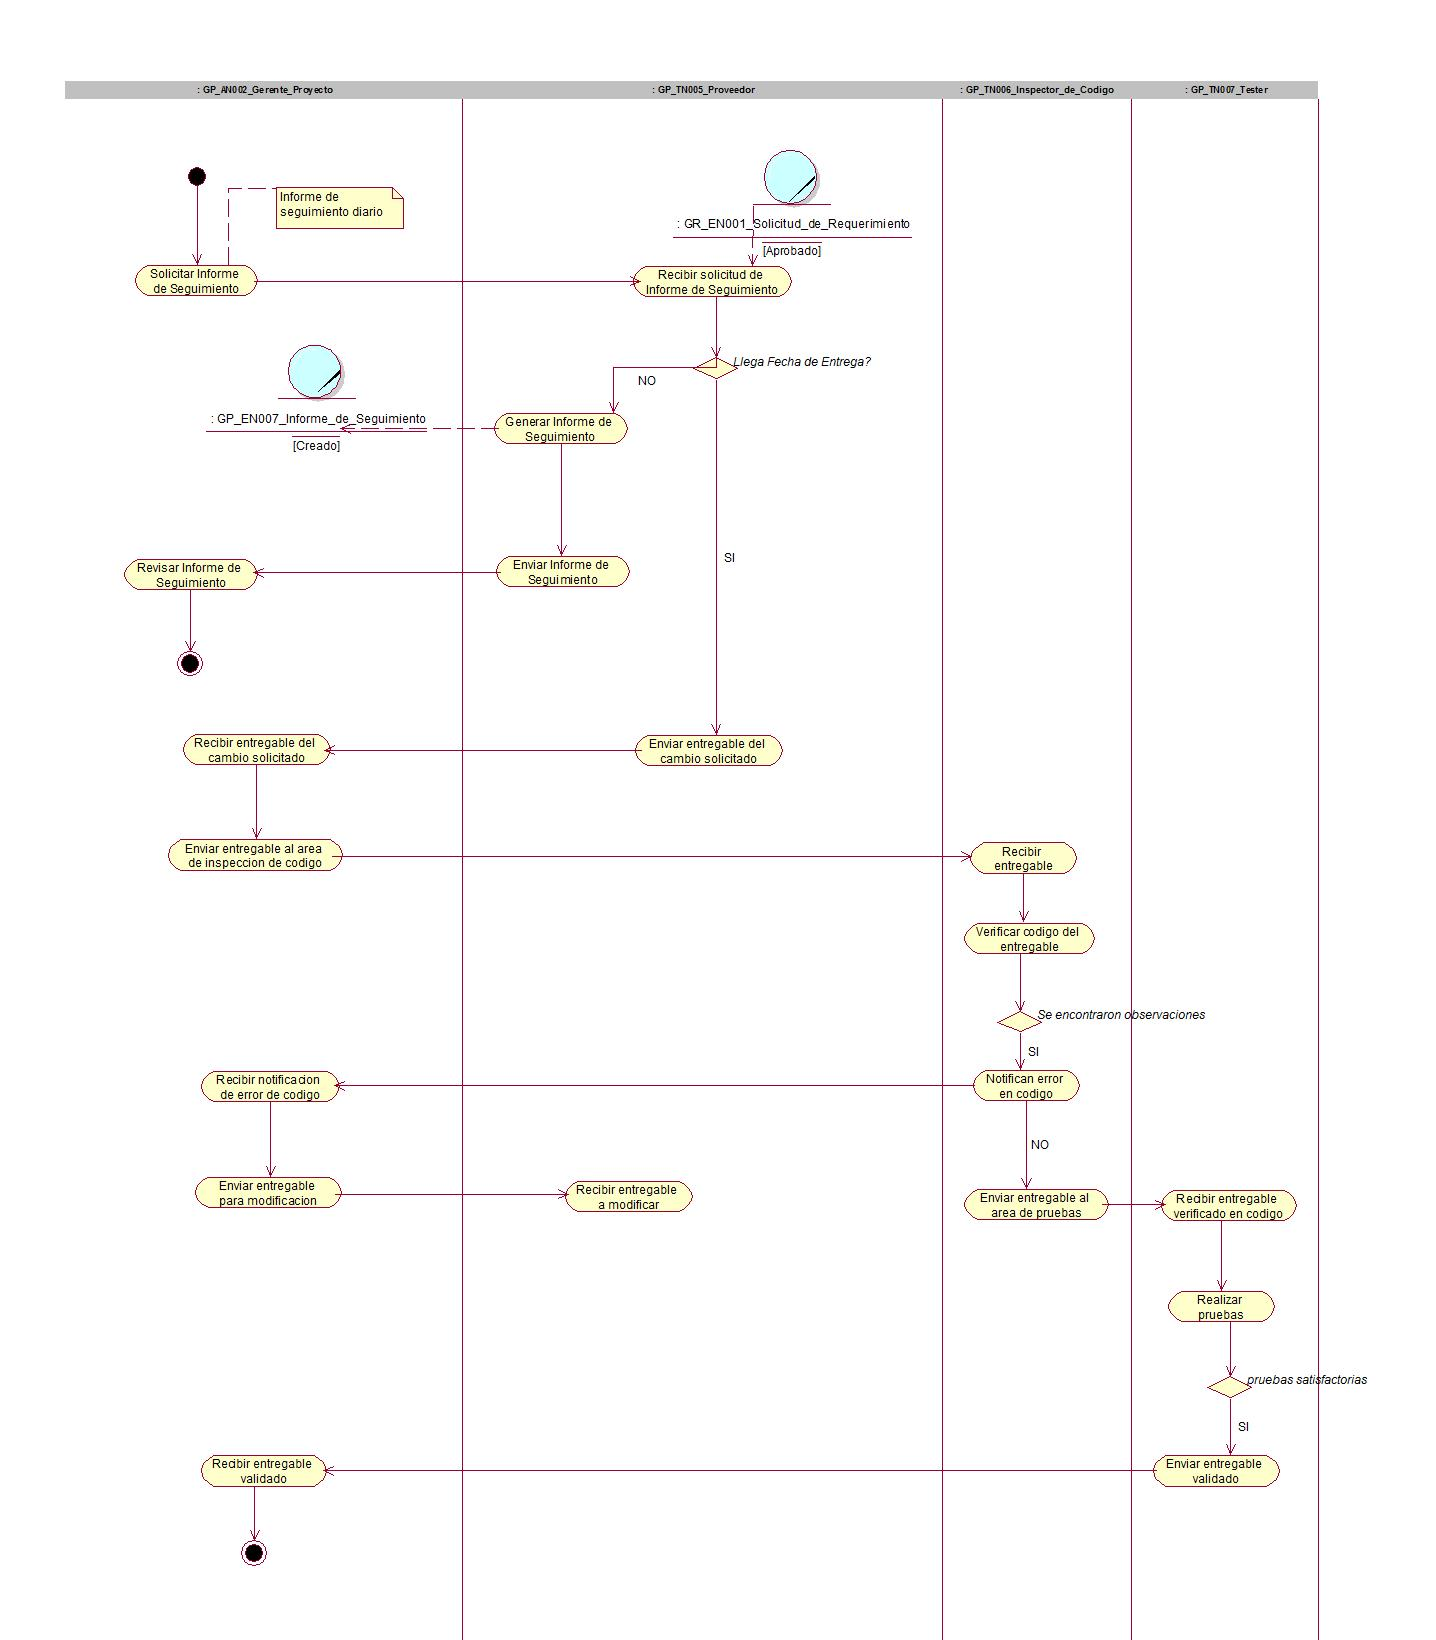 : GP_AN002_Gerente_Proyecto
: GP_TN005_Proveedor
: GP_TN006_Inspector_de_Codigo
: GP_TN007_Tester
Informe de
seguimiento diario
: GR_EN001_Solicitud_de_Requerimiento
[Aprobado]
Solicitar Informe
de Seguimiento
Recibir solicitud de
Informe de Seguimiento
Llega Fecha de Entrega?
NO
: GP_EN007_Informe_de_Seguimiento
[Creado]
Generar Informe de
Seguimiento
SI
Revisar Informe de
Seguimiento
Enviar Informe de
Seguimiento
Recibir entregable del
cambio solicitado
Enviar entregable del
cambio solicitado
Enviar entregable al area
de inspeccion de codigo
Recibir
entregable
Verificar codigo del
entregable
Se encontraron observaciones
SI
Recibir notificacion
de error de codigo
Notifican error
en codigo
NO
Enviar entregable
para modificacion
Recibir entregable
a modificar
Enviar entregable al
area de pruebas
Recibir entregable
verificado en codigo
Realizar
pruebas
pruebas satisfactorias
SI
Recibir entregable
validado
Enviar entregable
validado